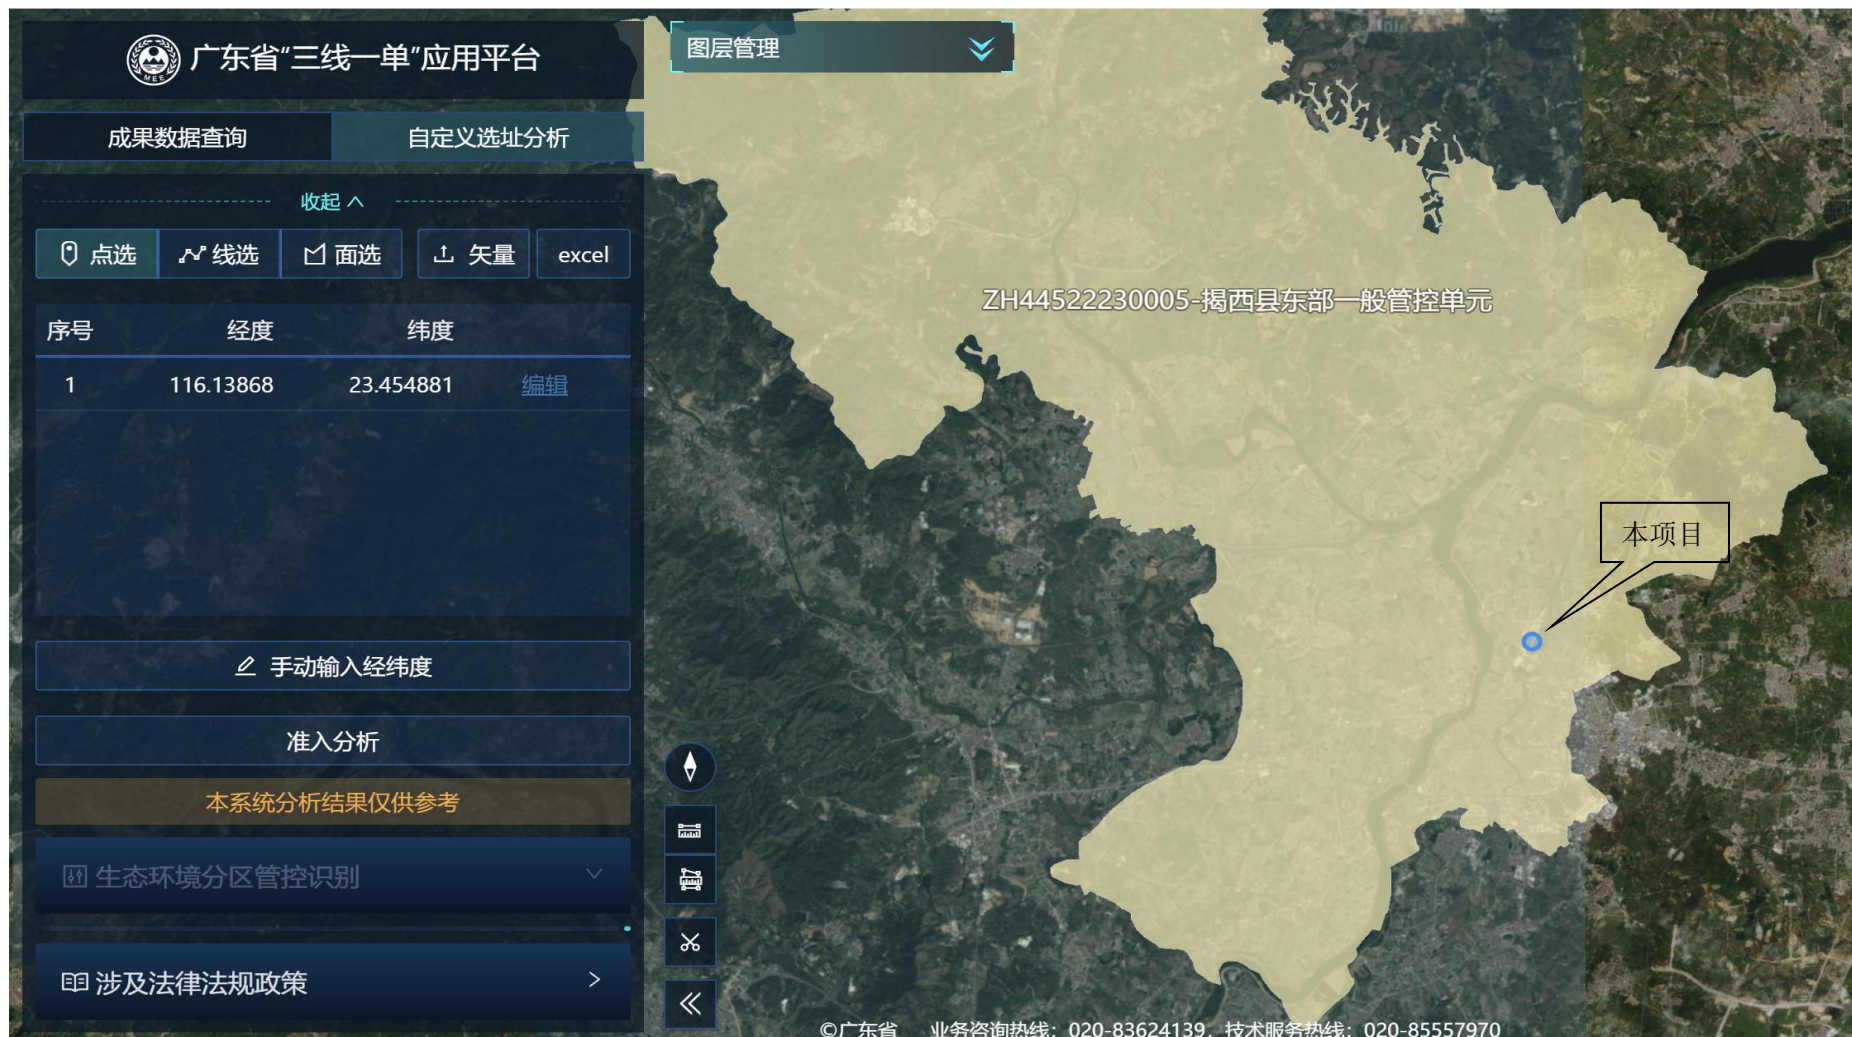 广东省“三线一单”应用平台
MEE
图层管理
成果数据查询
自定义选址分析
收起
点选
线选
面选
矢量
excel
序号 经度 纬度
1 116.13868 23.454881 编辑
ZH44522230005-揭西县东部一般管控单元
本项目
手动输入经纬度
准入分析
本系统分析结果仅供参考
生态环境分区管控识别
涉及法律法规政策
©广东省 业务咨询热线：020-83624139，技术服务热线：020-85557970